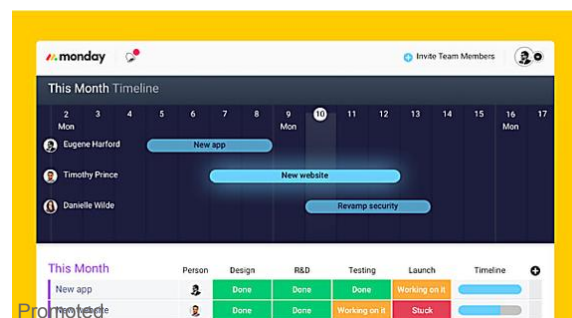 monday
Invite Team Members
This Month Timeline
2 3 4 5 6 7 8 9 10 11 12 13 14 15 16 17
Mon Mon Mon
Eugene Harford New app
Timothy Prince New website
Danielle Wilde Revamp security
This Month Person Design R&D Testing Launch Timeline
New app Done Done Done Working on it
New website Done Done Working on it Stuck
Promoted